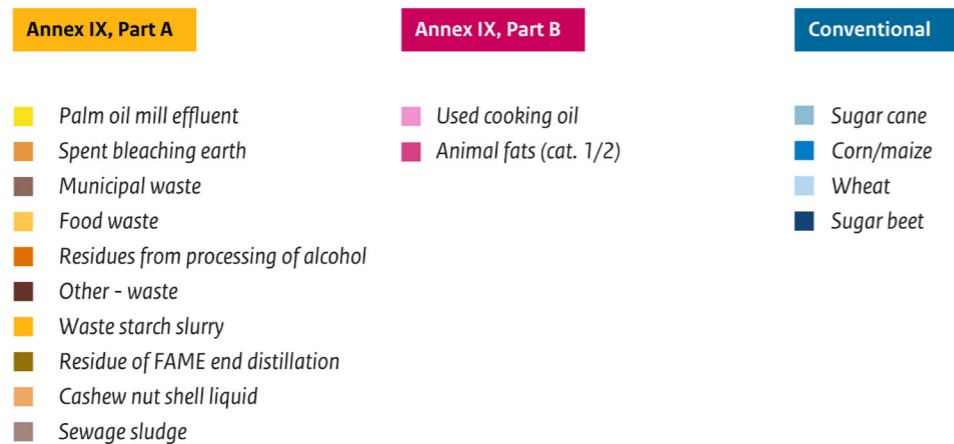 Annex IX, Part A
Palm oil mill effluent
Spent bleaching earth
Municipal waste
Food waste
Residues from processing of alcohol
Other - waste
Waste starch slurry
Residue of FAME end distillation
Cashew nut shell liquid
Sewage sludge
Annex IX, Part B
Used cooking oil
Animal fats (cat. 1/2)
Conventional
Sugar cane
Corn/maize
Wheat
Sugar beet